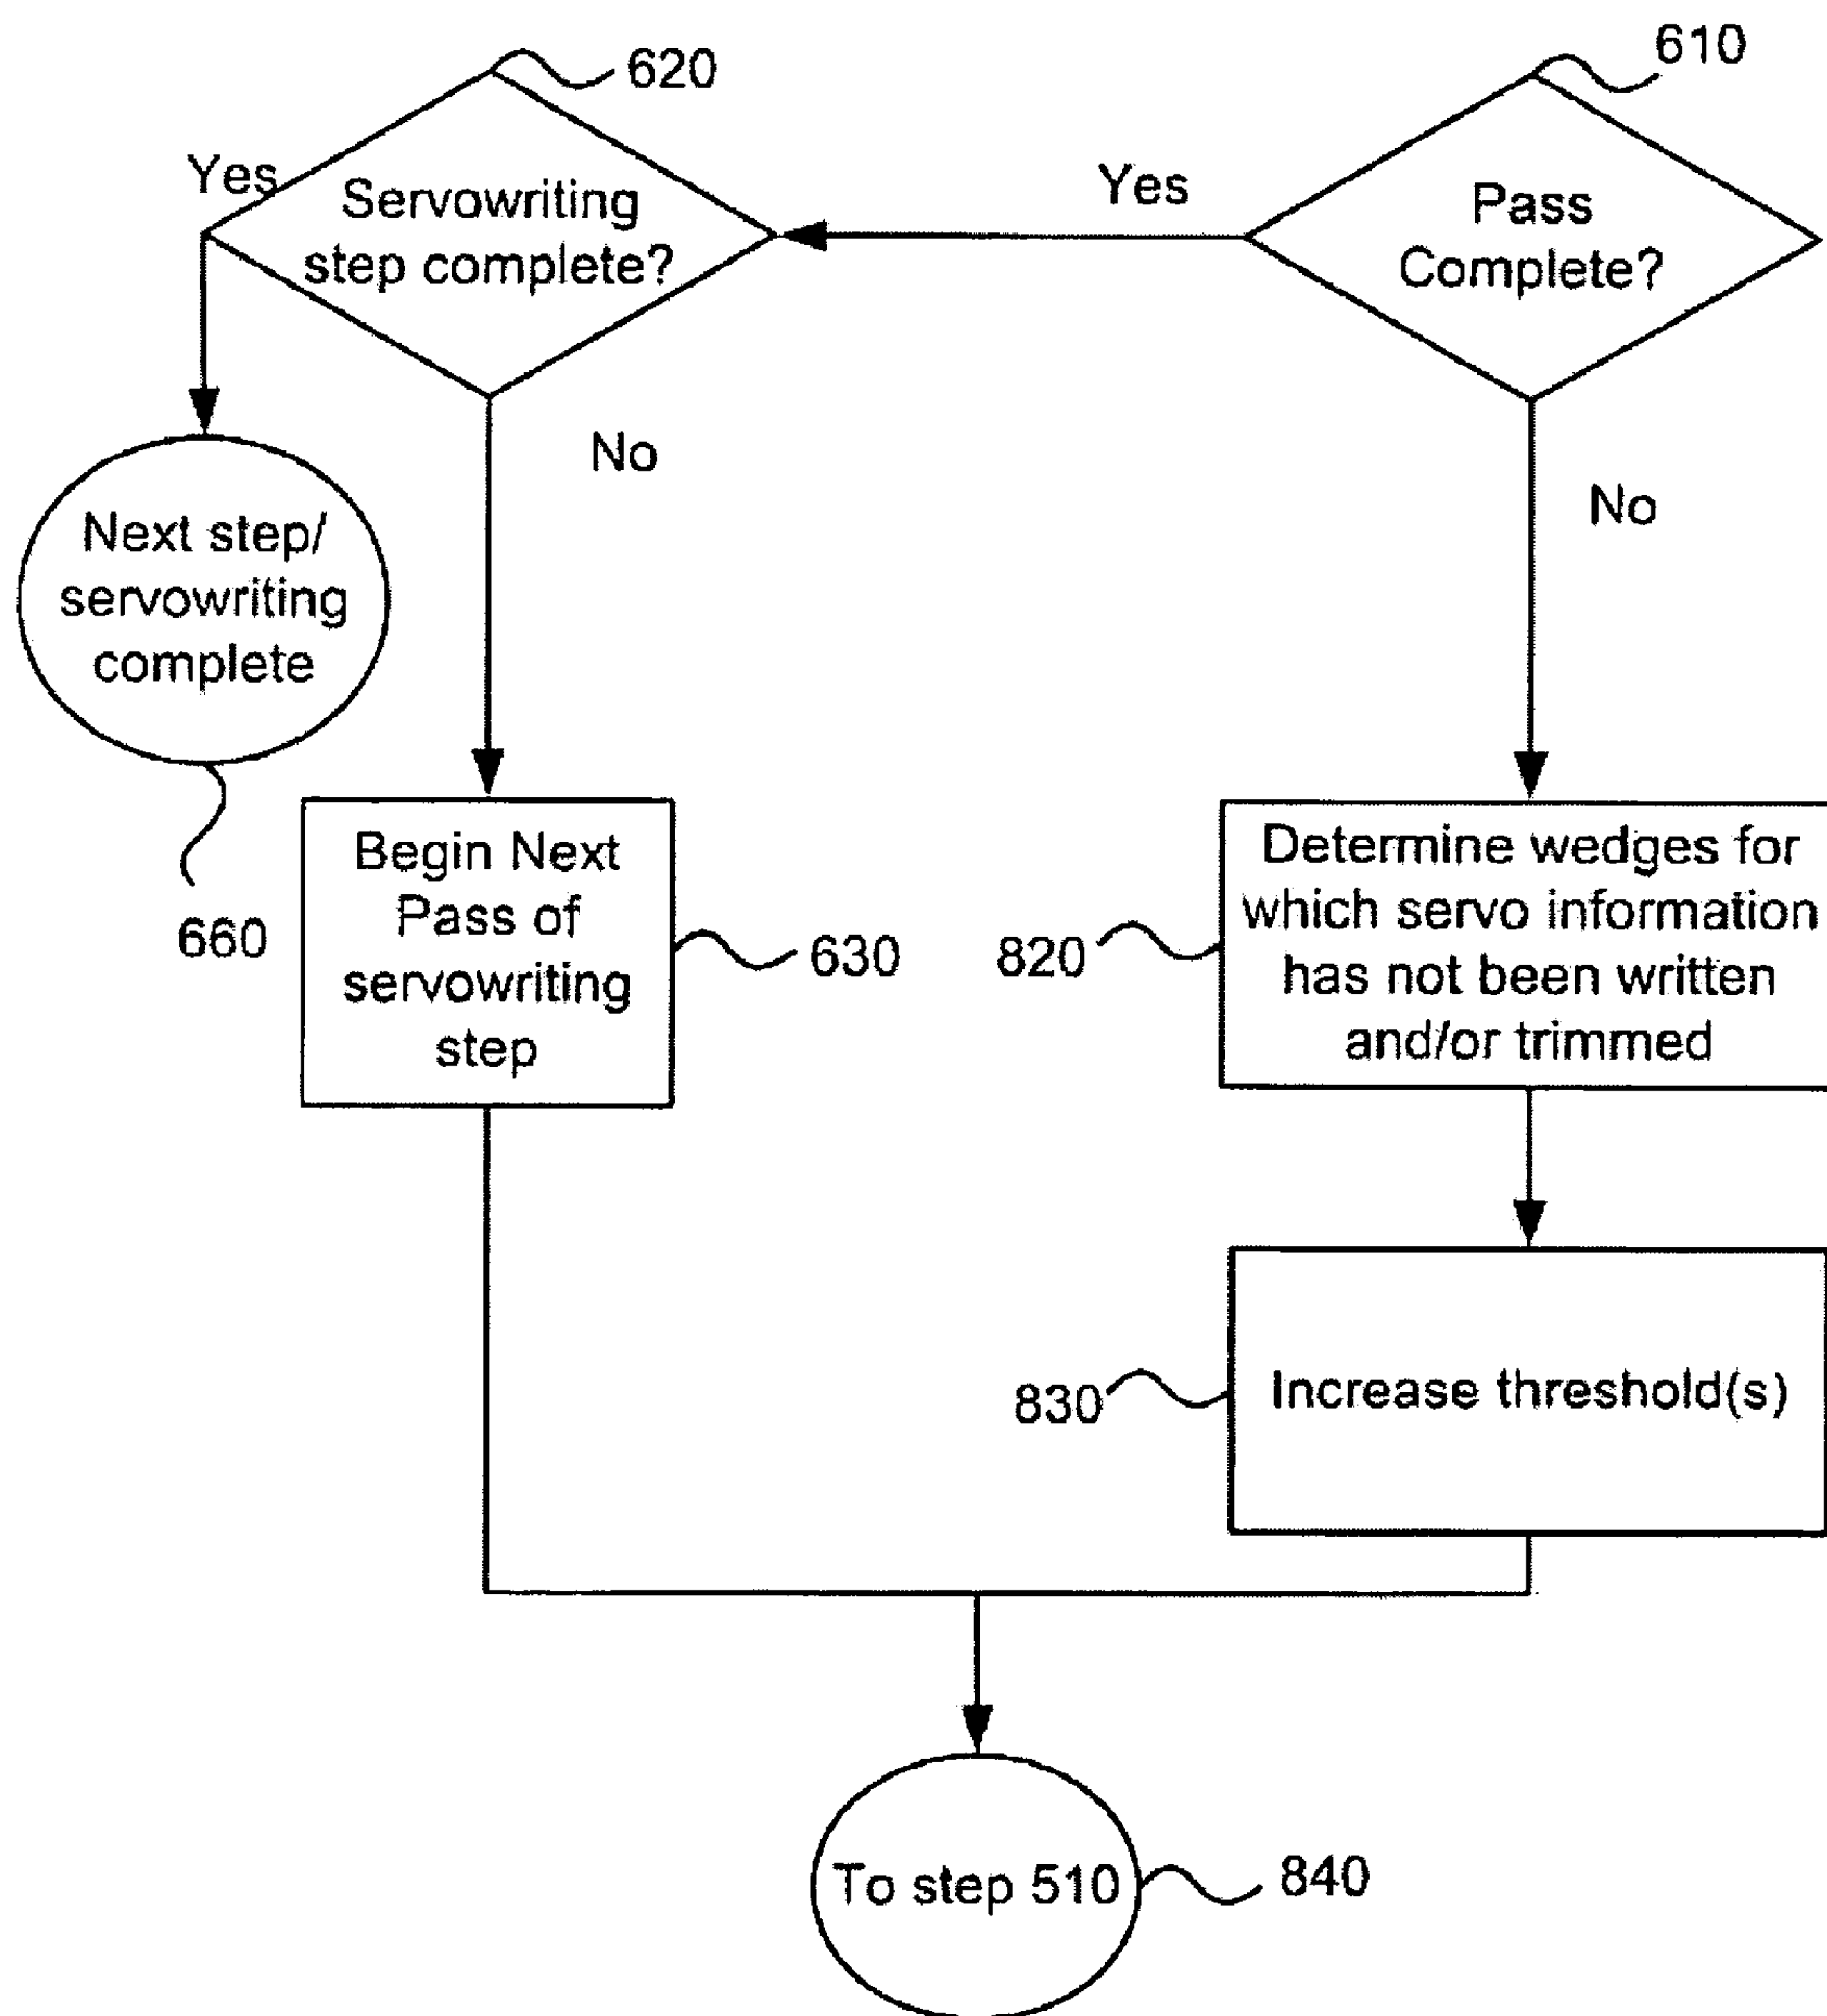 620
610
Yes
Servowriting
step complete?
Yes
Pass
Complete?
No
No
Next step/
servowriting
complete
660
Begin Next
Pass of
servowriting
step
630
820
Determine wedges for
which servo information
has not been written
and/or trimmed
830
Increase threshold(s)
To step 510
840